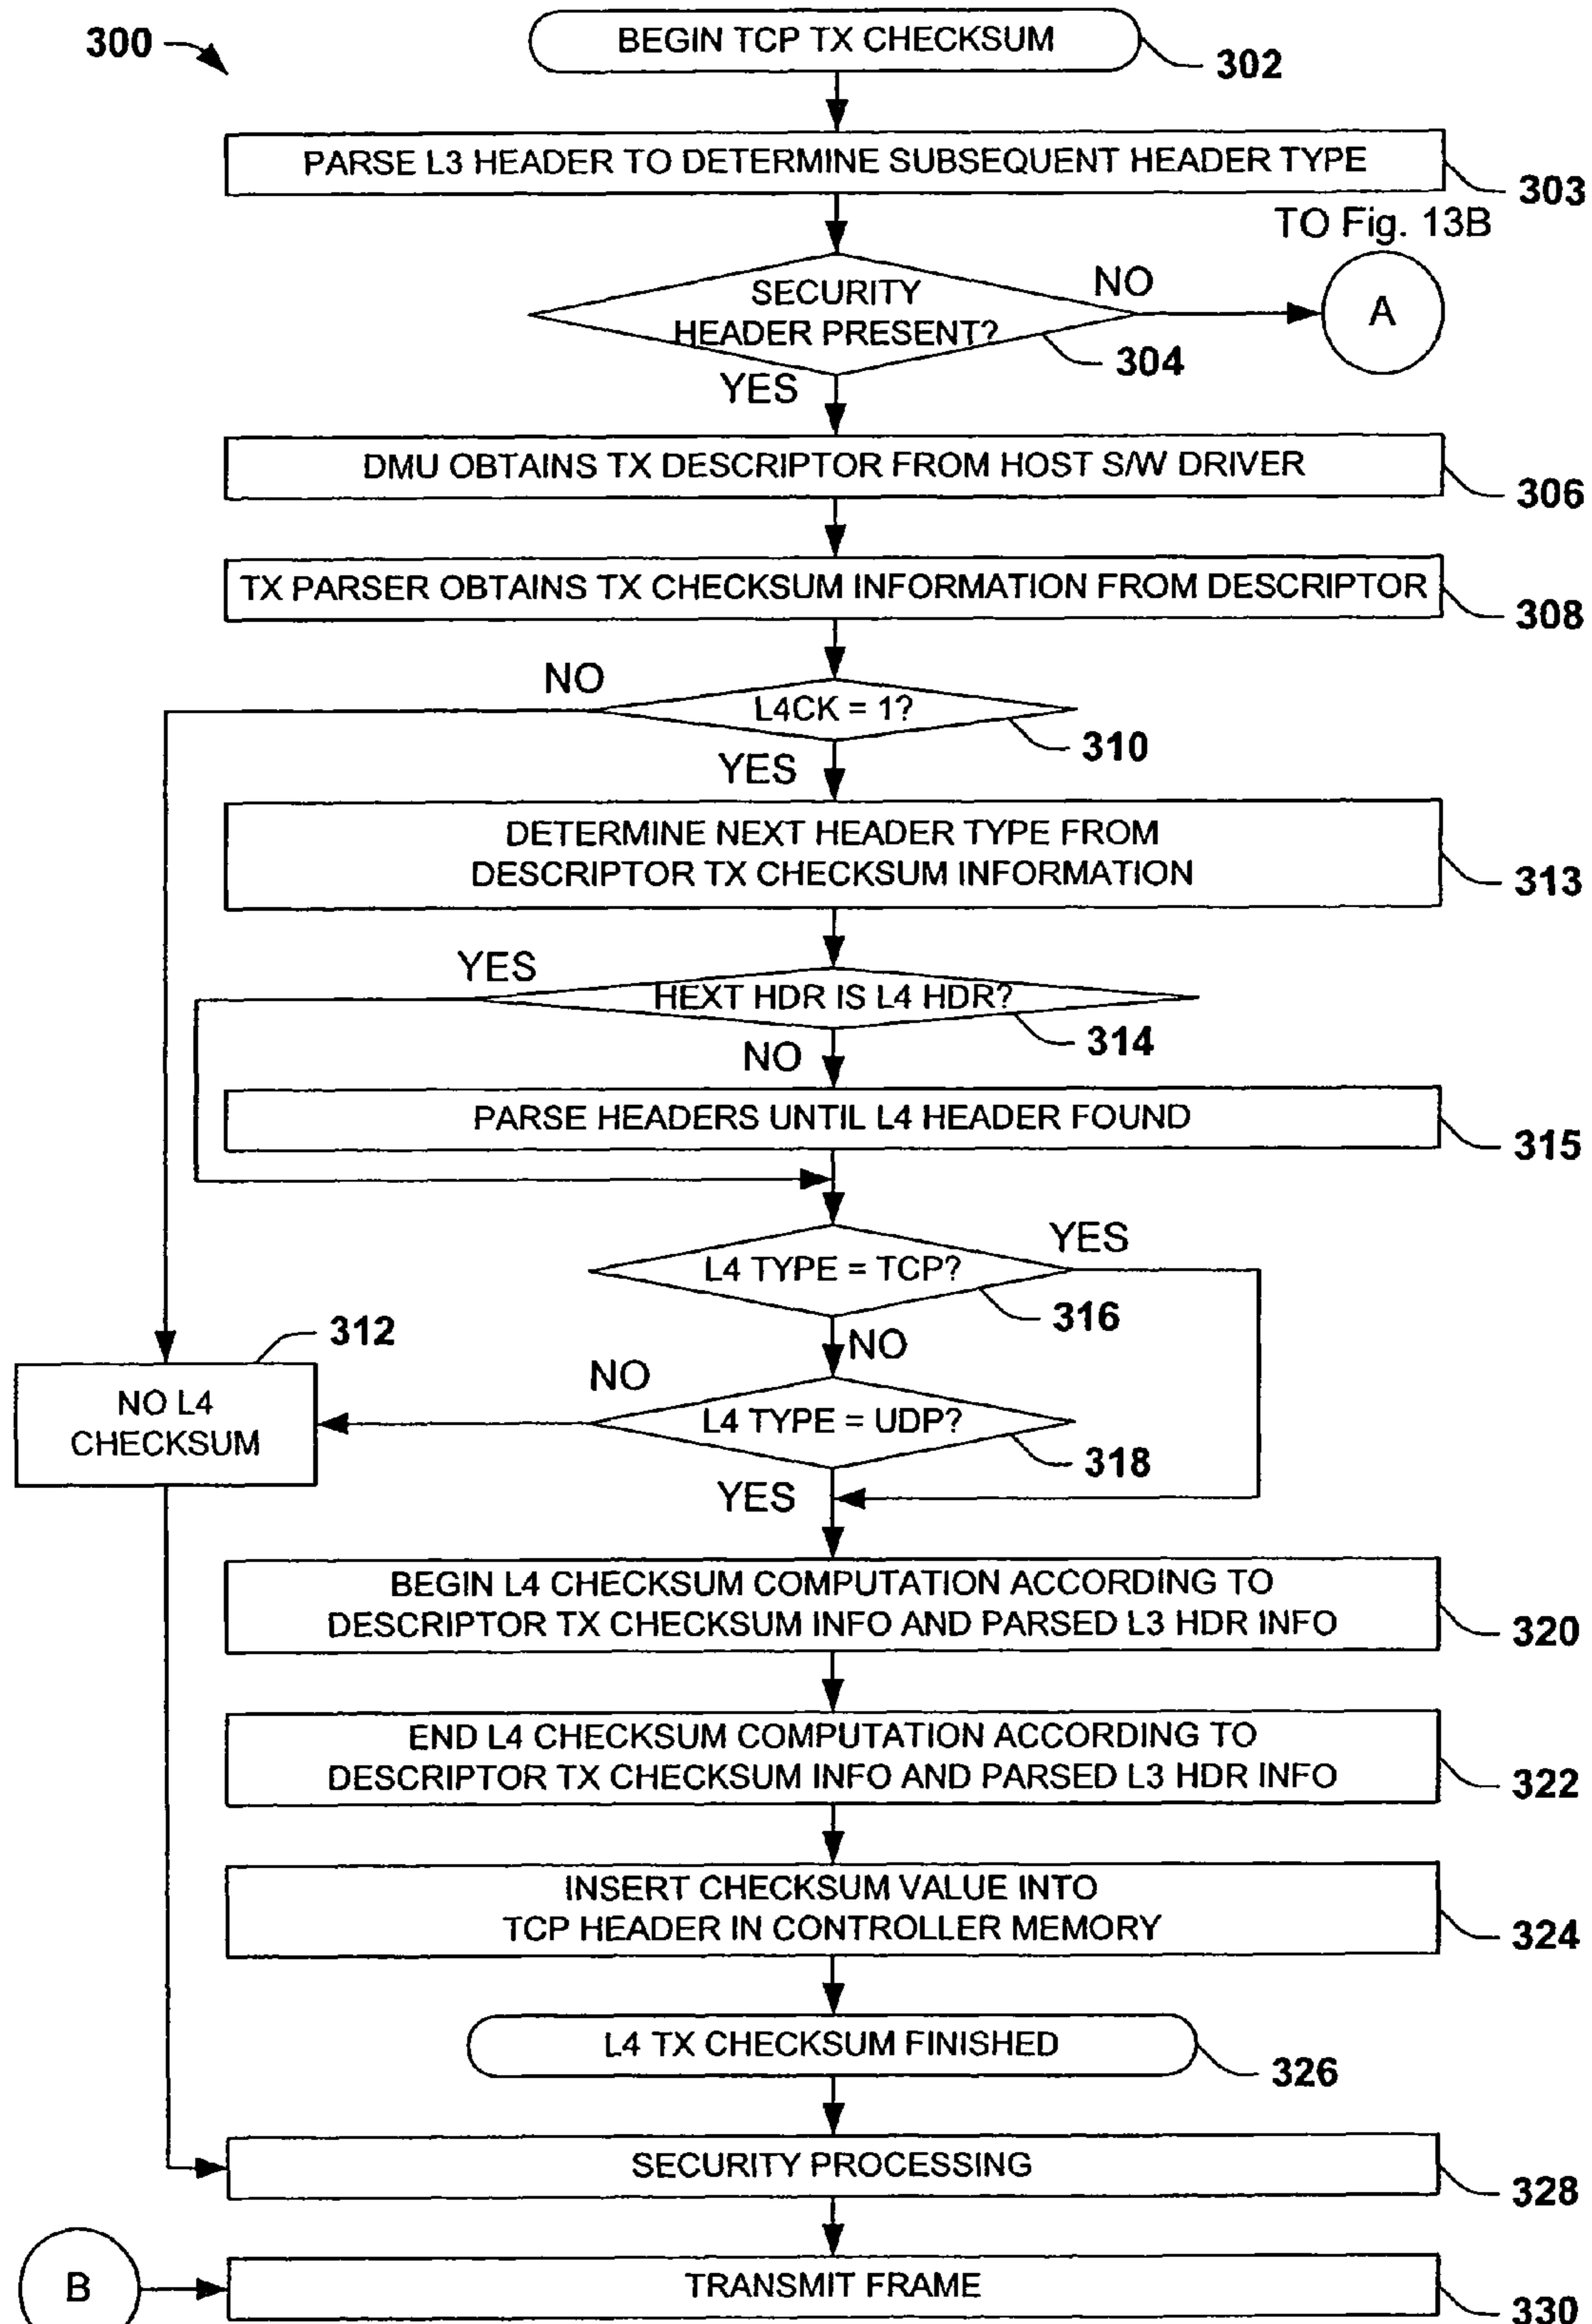 300
BEGIN TCP TX CHECKSUM
302
PARSE L3 HEADER TO DETERMINE SUBSEQUENT HEADER TYPE
303
TO Fig. 13B
SECURITY
HEADER PRESENT?
NO
A
304
YES
DMU OBTAINS TX DESCRIPTOR FROM HOST S/W DRIVER
306
TX PARSER OBTAINS TX CHECKSUM INFORMATION FROM DESCRIPTOR
308
NO
L4CK = 1?
310
YES
DETERMINE NEXT HEADER TYPE FROM
DESCRIPTOR TX CHECKSUM INFORMATION
313
YES
HEXT HDR IS L4 HDR?
314
NO
PARSE HEADERS UNTIL L4 HEADER FOUND
315
YES
L4 TYPE = TCP?
316
312
NO
NO L4
CHECKSUM
NO
L4 TYPE = UDP?
318
YES
BEGIN L4 CHECKSUM COMPUTATION ACCORDING TO
DESCRIPTOR TX CHECKSUM INFO AND PARSED L3 HDR INFO
320
END L4 CHECKSUM COMPUTATION ACCORDING TO
DESCRIPTOR TX CHECKSUM INFO AND PARSED L3 HDR INFO
322
INSERT CHECKSUM VALUE INTO
TCP HEADER IN CONTROLLER MEMORY
324
L4 TX CHECKSUM FINISHED
326
SECURITY PROCESSING
328
B
TRANSMIT FRAME
330